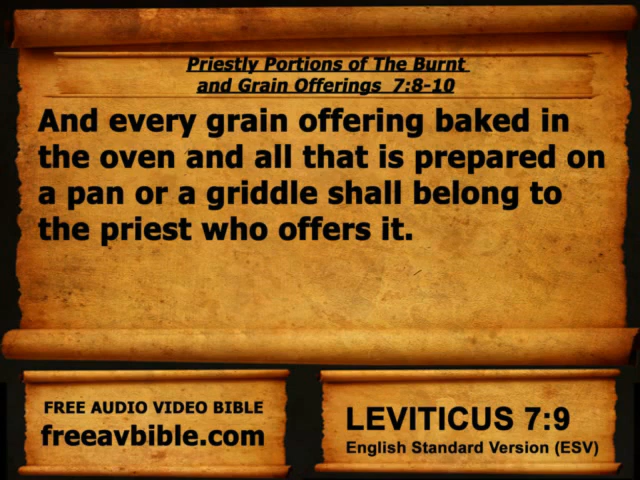 Priestly Portions of The Burnt
and Grain Offerings  7:8-10
And every grain offering baked in
the oven and all that is prepared on
a pan or a griddle shall belong to
the priest who offers it.
FREE AUDIO VIDEO BIBLE
freeavbible.com
LEVITICUS 7:9
English Standard Version (ESV)